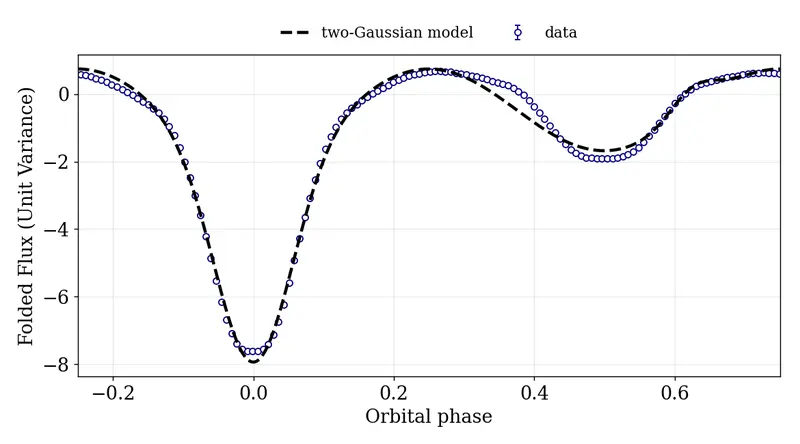 two-Gaussian model
data
Folded Flux (Unit Variance)
0
−2
−4
−6
−8
−0.2
0.0
0.2
0.4
0.6
Orbital phase